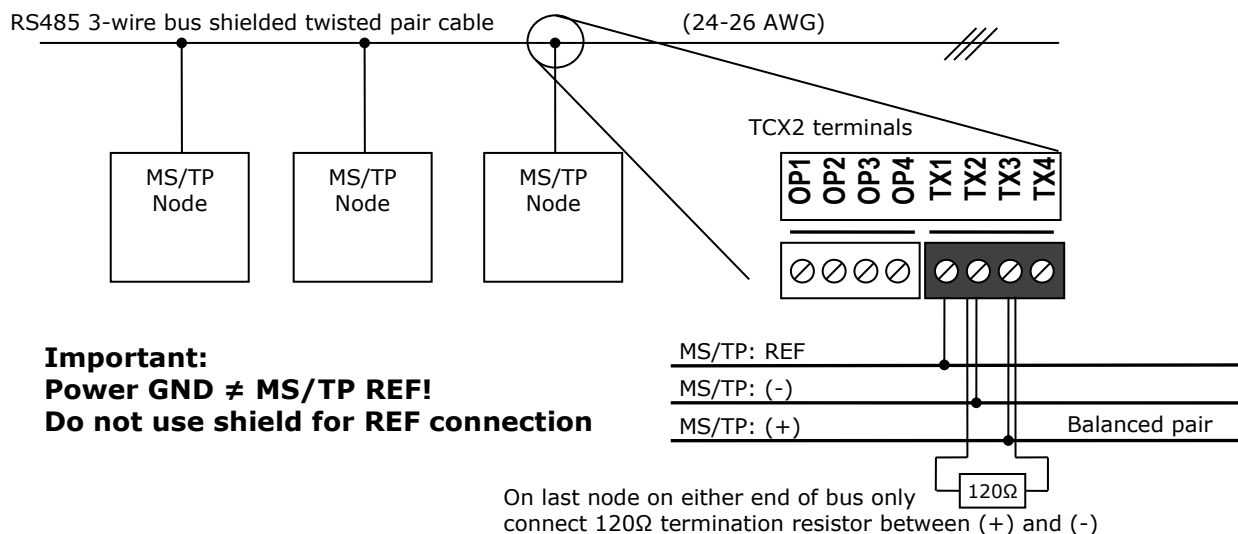 RS485 3-wire bus shielded twisted pair cable
(24-26 AWG)
TCX2 terminals
MS/TP
Node
MS/TP
Node
MS/TP
Node
OP1
OP2
OP3
OP4
TX1
TX2
TX3
TX4
Important:
Power GND ≠ MS/TP REF!
Do not use shield for REF connection
MS/TP: REF
MS/TP: (-)
MS/TP: (+)
Balanced pair
120Ω
On last node on either end of bus only
connect 120Ω termination resistor between (+) and (-)